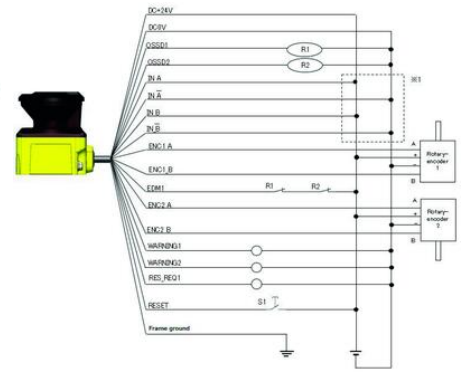 DC+24V
DC0V
OSSD1
R1
OSSD2
R2
IN A
IN A
IN B
IN B
ENC1 A
A
+
-
B
Rotary-
encoder
1
ENC1_B
EDM1
R1
R2
ENC2 A
A
+
-
B
Rotary-
encoder
2
ENC2 B
WARNING1
WARNING2
RES_REQ1
RESET
S1
Frame ground